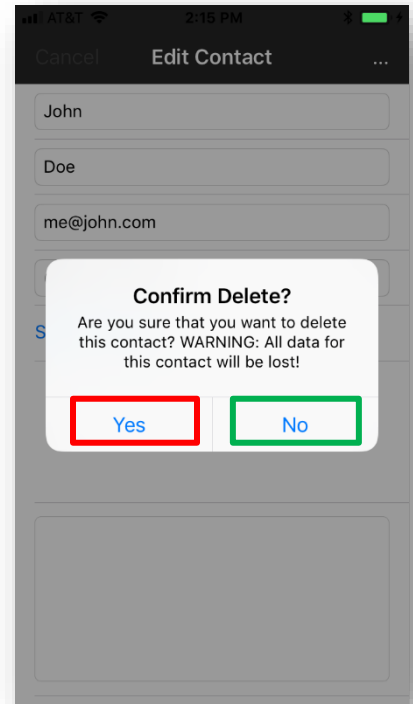 AT&T 2:15 PM
Cancel Edit Contact ...
John
Doe
me@john.com
Confirm Delete?
S
Are you sure that you want to delete
this contact? WARNING: All data for
this contact will be lost!
Yes No